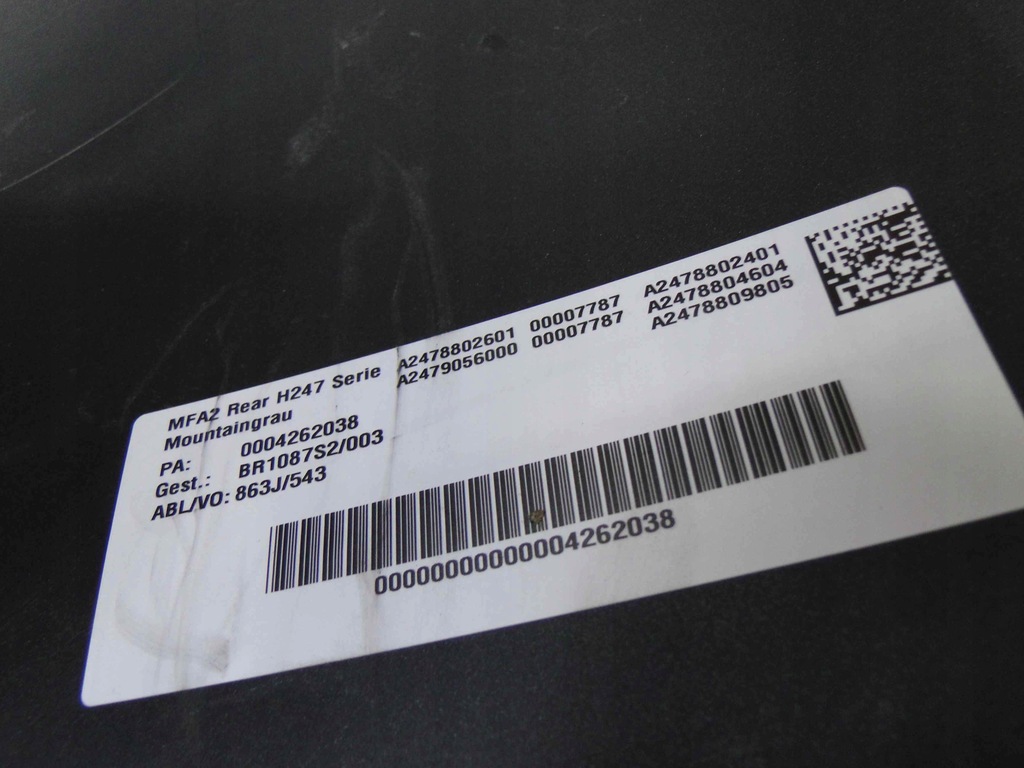 MFA2 Rear H247 Serie A2478802601 00007787 A2478802401
Mountaingrau A2479056000 00007787 A2478804604
A2478809805
PA: 0004262038
Gest.: BR1087S2/003
ABL/VO: 863J/543
0000000000004262038